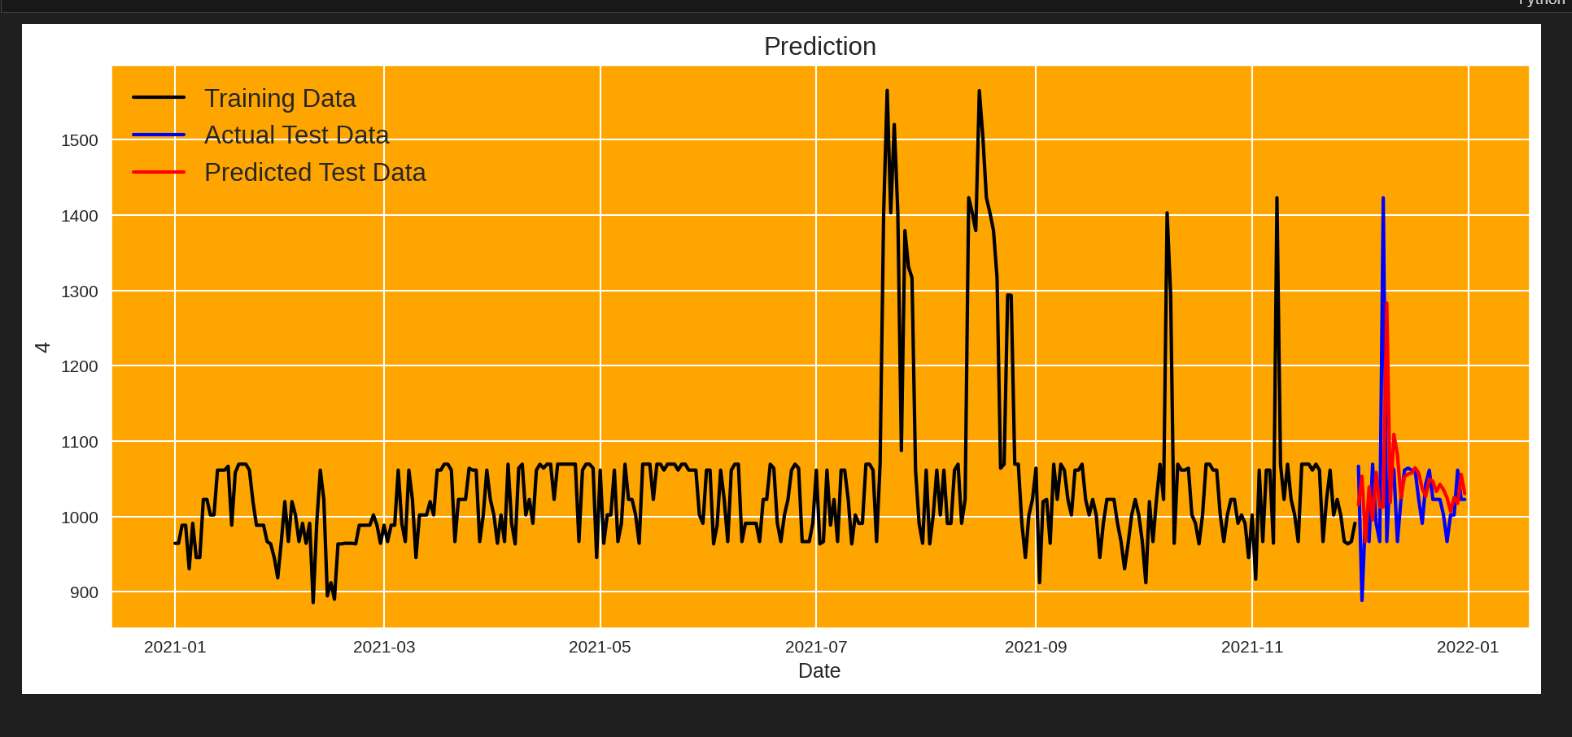 Python
Prediction
Training Data
Actual Test Data
Predicted Test Data
1500
1400
1300
1200
1100
1000
900
4
2021-01
2021-03
2021-05
2021-07
2021-09
2021-11
2022-01
Date